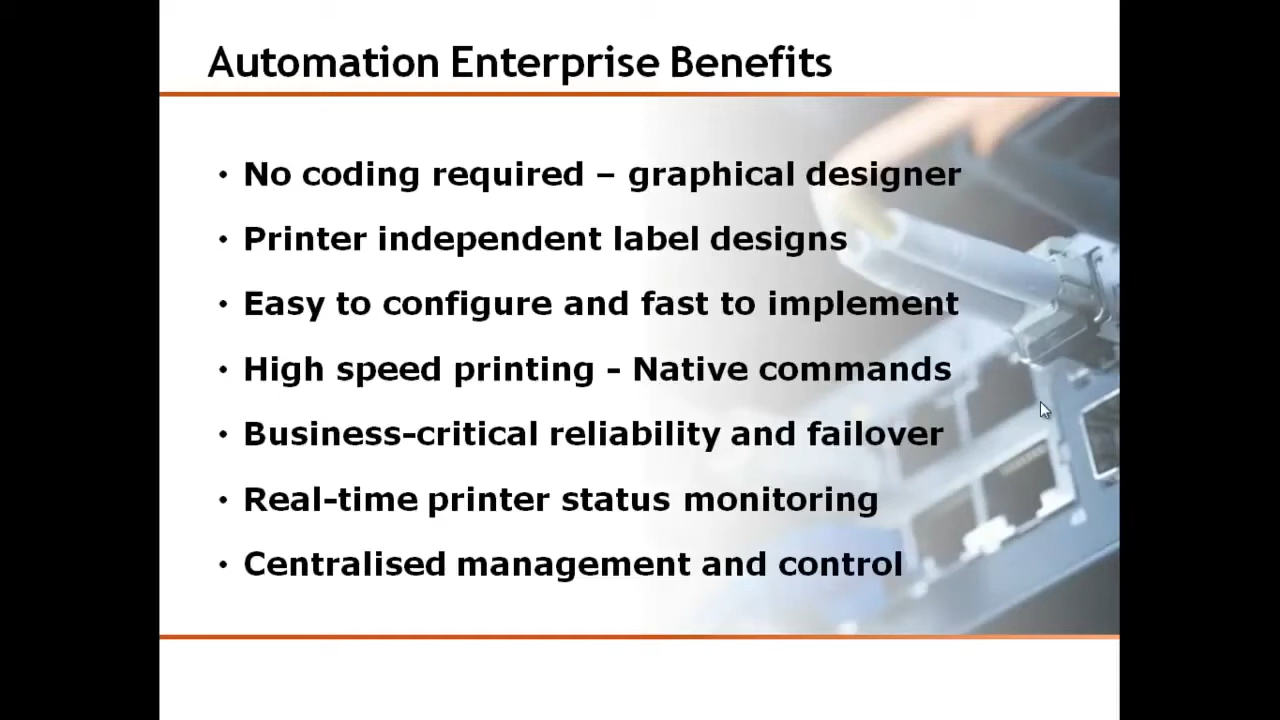 Automation Enterprise Benefits
• No coding required – graphical designer
• Printer independent label designs
• Easy to configure and fast to implement
• High speed printing - Native commands
• Business-critical reliability and failover
• Real-time printer status monitoring
• Centralised management and control